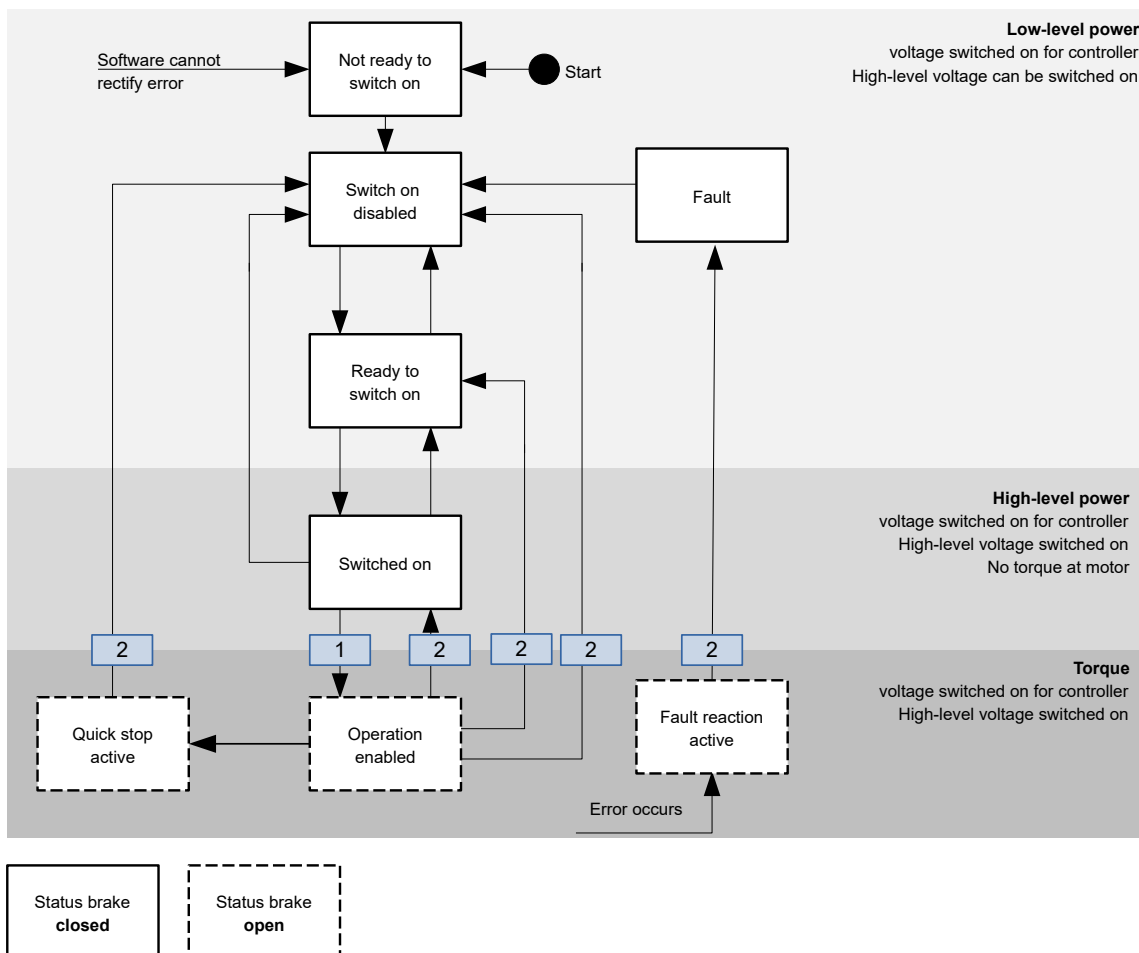 Low-level power
voltage switched on for controller
High-level voltage can be switched on
Software cannot
rectify error
Not ready to
switch on
Start
Switch on
disabled
Fault
Ready to
switch on
High-level power
voltage switched on for controller
High-level voltage switched on
No torque at motor
Switched on
2
1
2
2
2
2
Torque
voltage switched on for controller
High-level voltage switched on
Quick stop
active
Operation
enabled
Fault reaction
active
Error occurs
Status brake
closed
Status brake
open